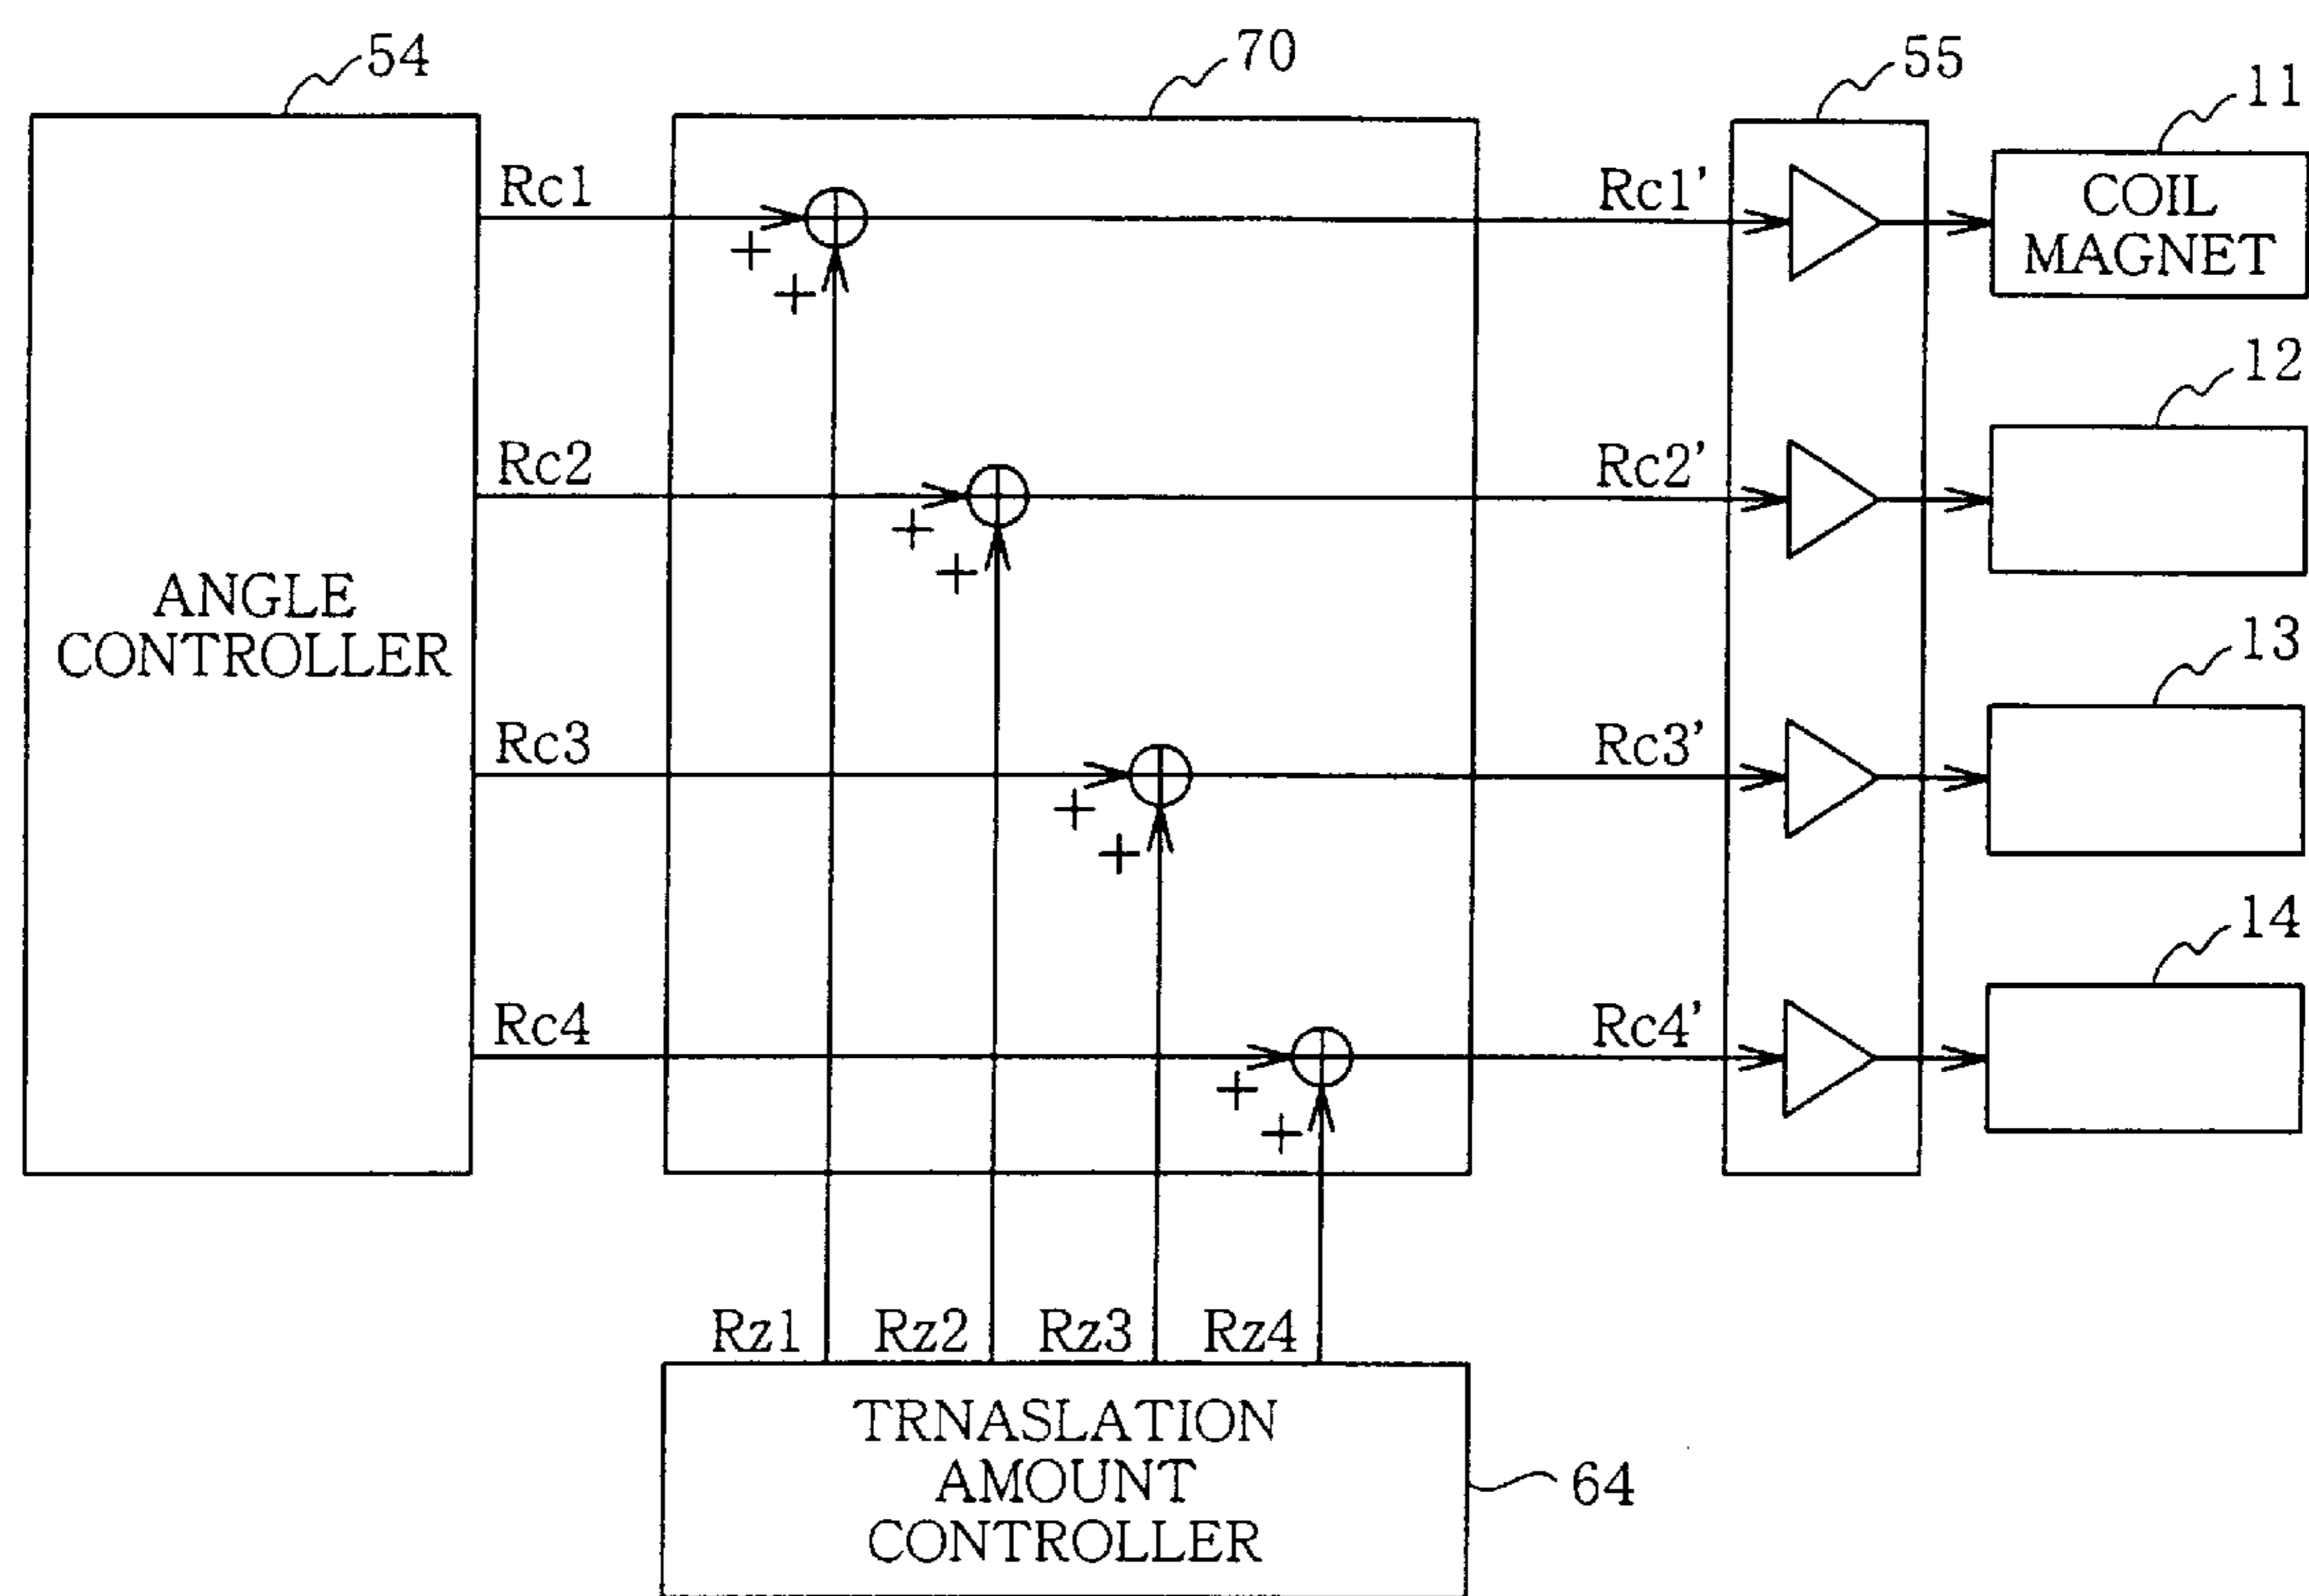 54
70
55
11
Rc1
Rc1'
COIL
MAGNET
+
+
12
Rc2
Rc2'
+
+
ANGLE
CONTROLLER
13
Rc3
Rc3'
+
+
14
Rc4
Rc4'
+
+
Rz1 Rz2 Rz3 Rz4
TRNASLATION
AMOUNT
CONTROLLER
64